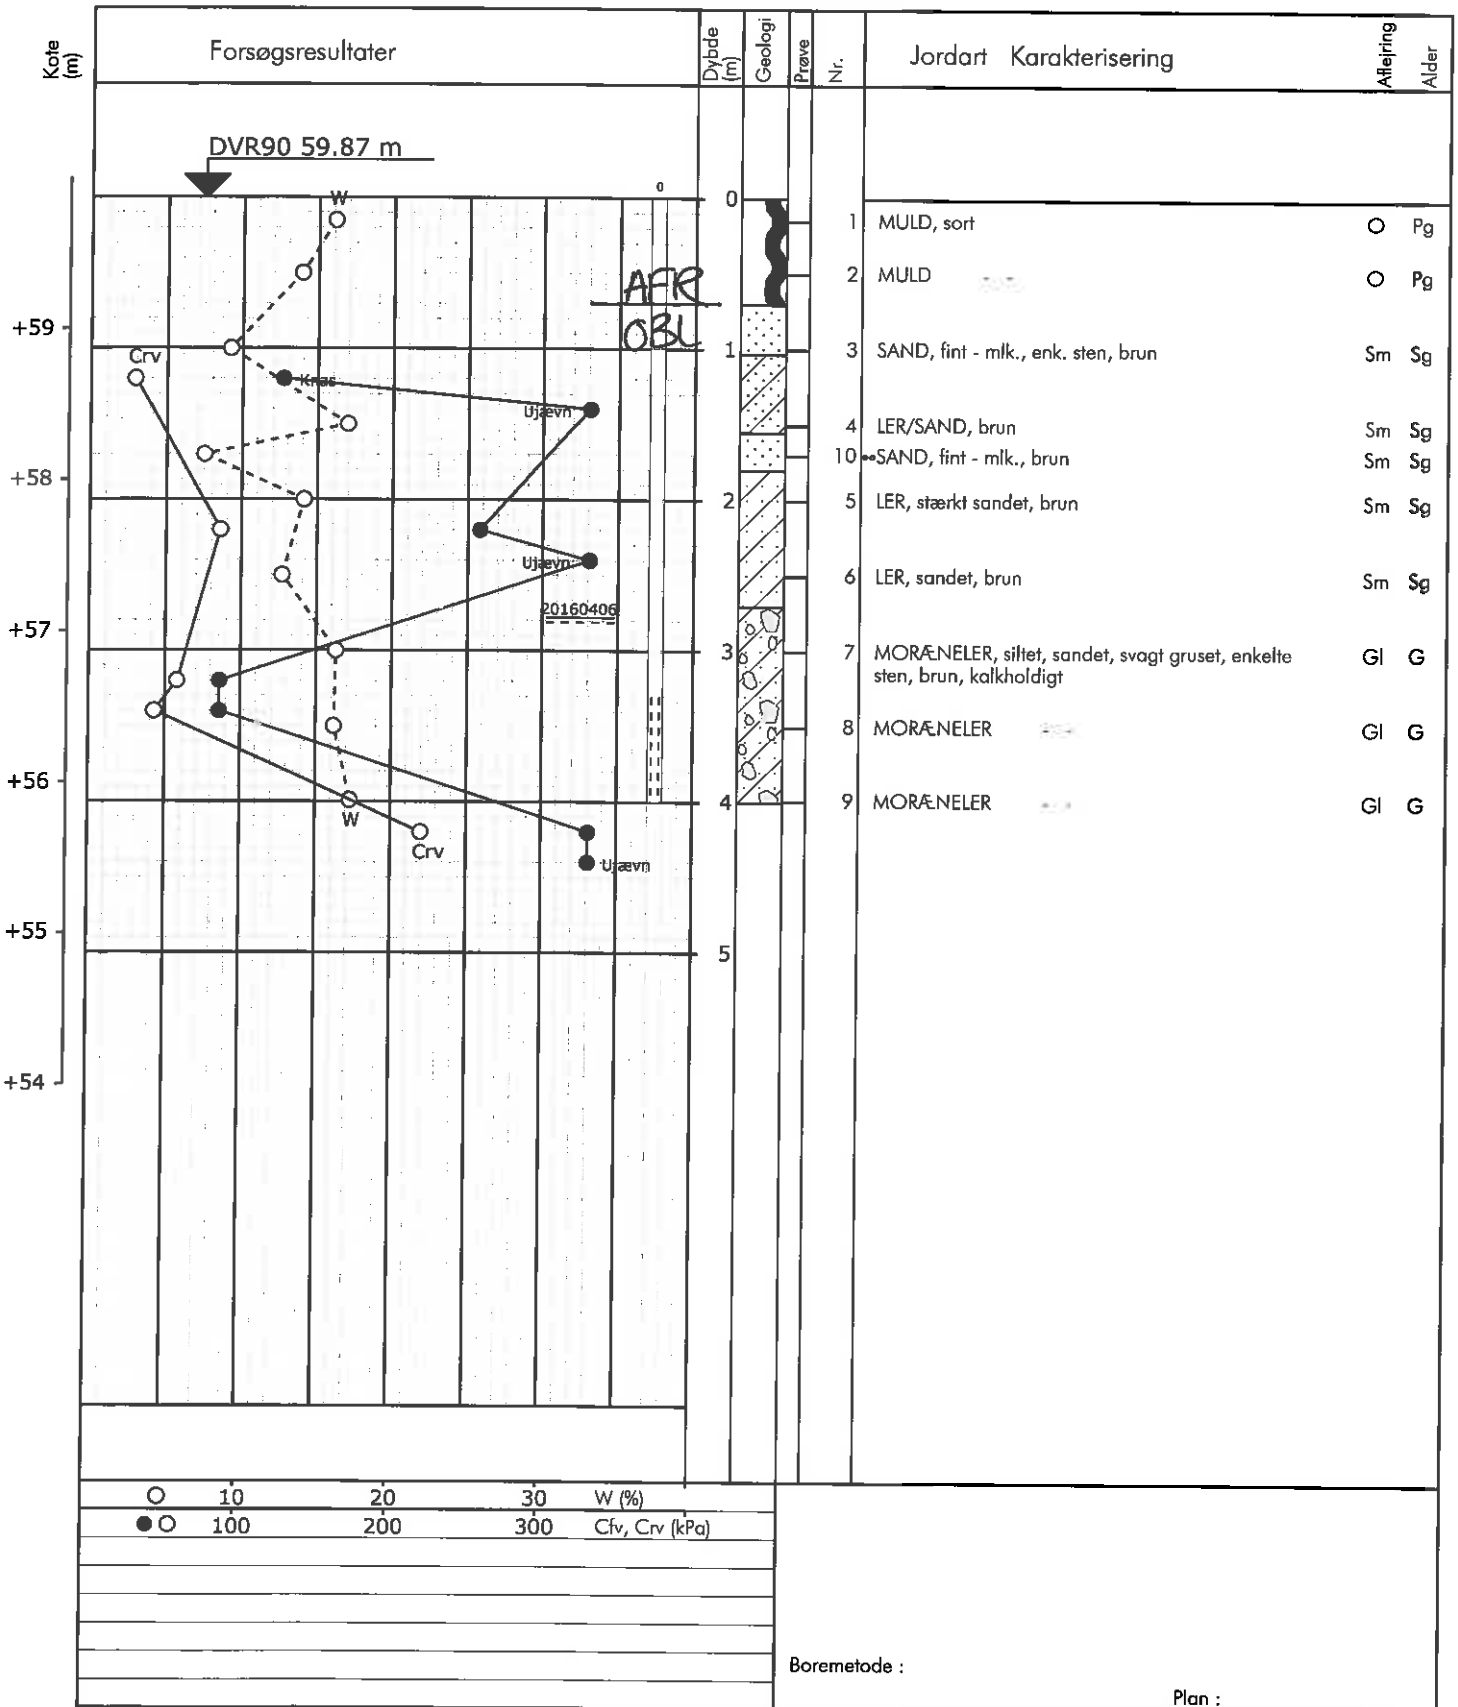 Kote (m)
Forsøgsresultater
Dybde (m)
Geologi
Prøve
Nr.
Jordart Karakterisering
Aflejring
Alder
DVR90 59.87 m
W
0
0
1 MULD, sort O Pg
2 MULD O Pg
AFR
OBL
+59
Crv
1
3 SAND, fint - mlk., enk. sten, brun Sm Sg
Knas
Ujævn
4 LER/SAND, brun Sm Sg
10 SAND, fint - mlk., brun Sm Sg
+58
2
5 LER, stærkt sandet, brun Sm Sg
Ujævn
6 LER, sandet, brun Sm Sg
20160406
+57
3
7 MORÆNELER, siltet, sandet, svagt gruset, enkelte Gl G
sten, brun, kalkholdigt
8 MORÆNELER Gl G
+56
4
9 MORÆNELER Gl G
W
Crv
Ujævn
+55
5
+54
10 20 30 W (%)
100 200 300 Cfv, Crv (kPa)
Boremetode :
Plan :